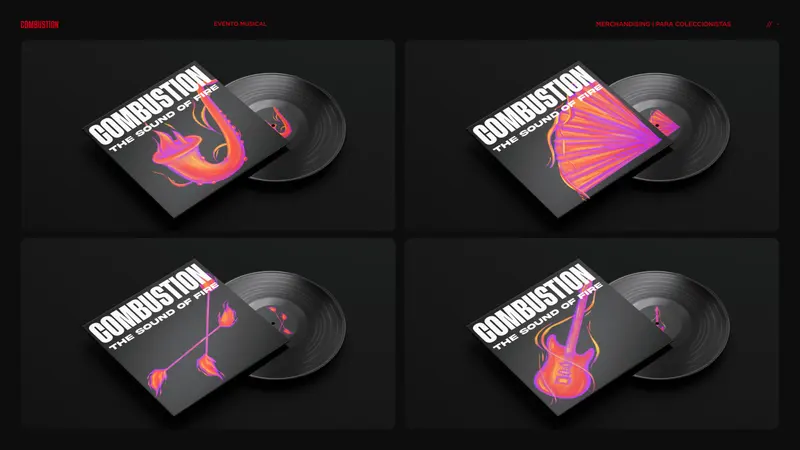 COMBUSTION
EVENTO MUSICAL
MERCHANDISING | PARA COLECCIONISTAS
COMBUSTION
THE SOUND OF FIRE
COMBUSTION
THE SOUND OF FIRE
COMBUSTION
THE SOUND OF FIRE
COMBUSTION
THE SOUND OF FIRE